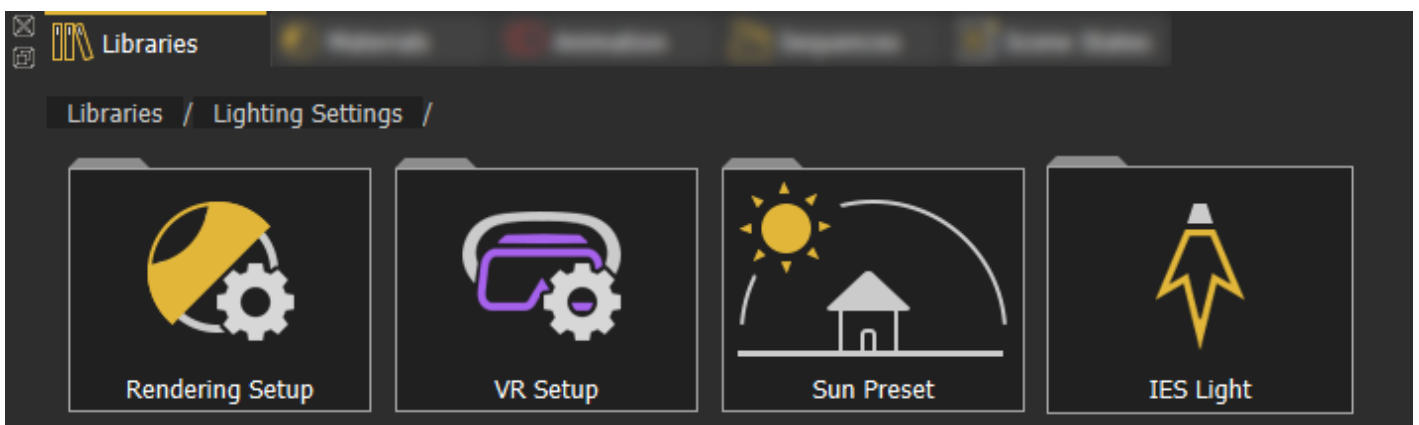 Libraries
Libraries / Lighting Settings /
Rendering Setup
VR Setup
Sun Preset
IES Light